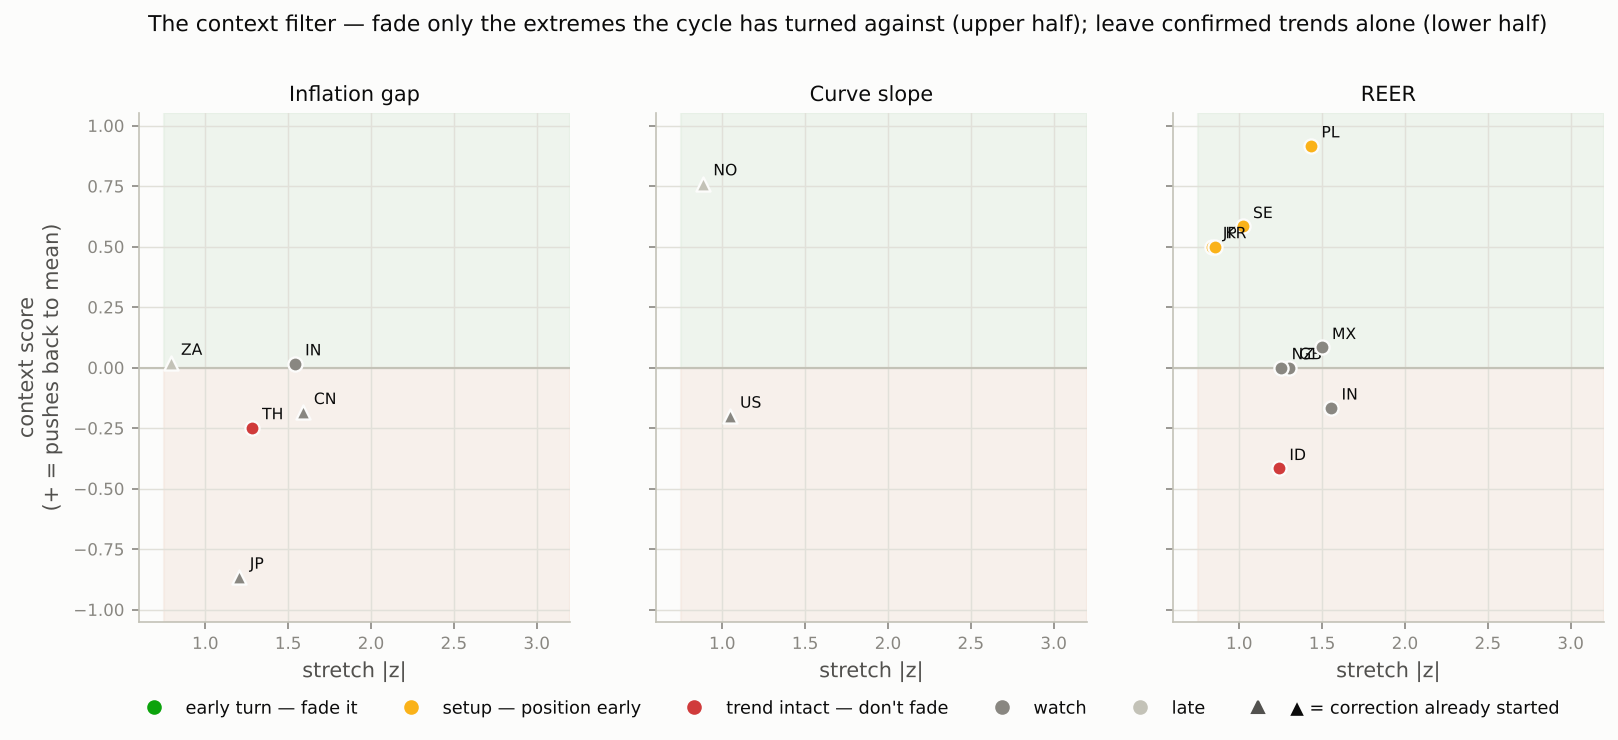 The context filter — fade only the extremes the cycle has turned against (upper half); leave confirmed trends alone (lower half)
Inflation gap
Curve slope
REER
context score
(+ = pushes back to mean)
1.00
0.75
0.50
0.25
0.00
−0.25
−0.50
−0.75
−1.00
ZA
IN
CN
TH
JP
1.0 1.5 2.0 2.5 3.0
stretch |z|
NO
US
1.0 1.5 2.0 2.5 3.0
stretch |z|
PL
SE
JP
KR
MX
NZ
IN
ID
1.0 1.5 2.0 2.5 3.0
stretch |z|
early turn — fade it
setup — position early
trend intact — don't fade
watch
late
▲ = correction already started